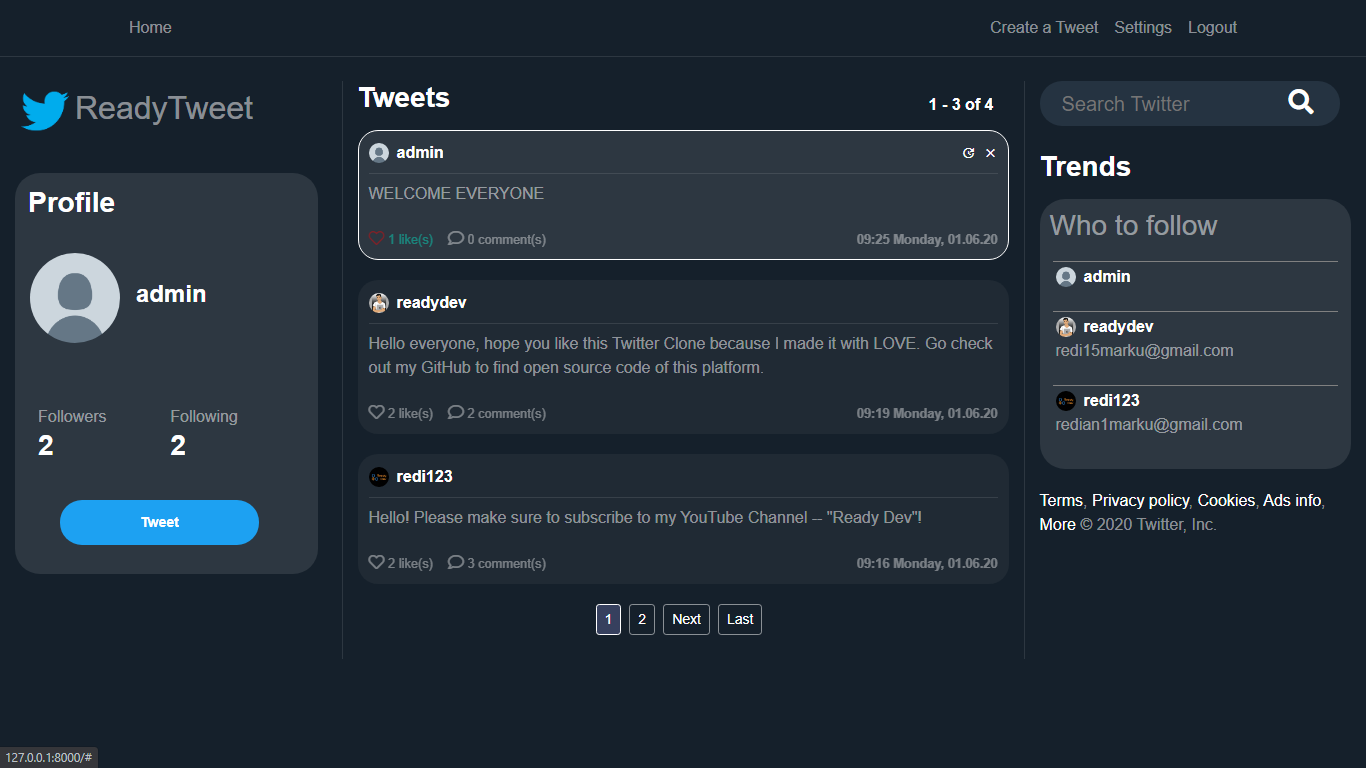 Home
Create a Tweet Settings Logout
ReadyTweet
Profile
admin
Followers Following
2 2
Tweet
Tweets
1 - 3 of 4
admin
WELCOME EVERYONE
1 like(s) 0 comment(s) 09:25 Monday, 01.06.20
readydev
Hello everyone, hope you like this Twitter Clone because I made it with LOVE. Go check
out my GitHub to find open source code of this platform.
2 like(s) 2 comment(s) 09:19 Monday, 01.06.20
redi123
Hello! Please make sure to subscribe to my YouTube Channel -- "Ready Dev"!
2 like(s) 3 comment(s) 09:16 Monday, 01.06.20
1 2 Next Last
Search Twitter
Trends
Who to follow
admin
readydev
redi15marku@gmail.com
redi123
redian1marku@gmail.com
Terms, Privacy policy, Cookies, Ads info,
More © 2020 Twitter, Inc.
127.0.0.1:8000/#